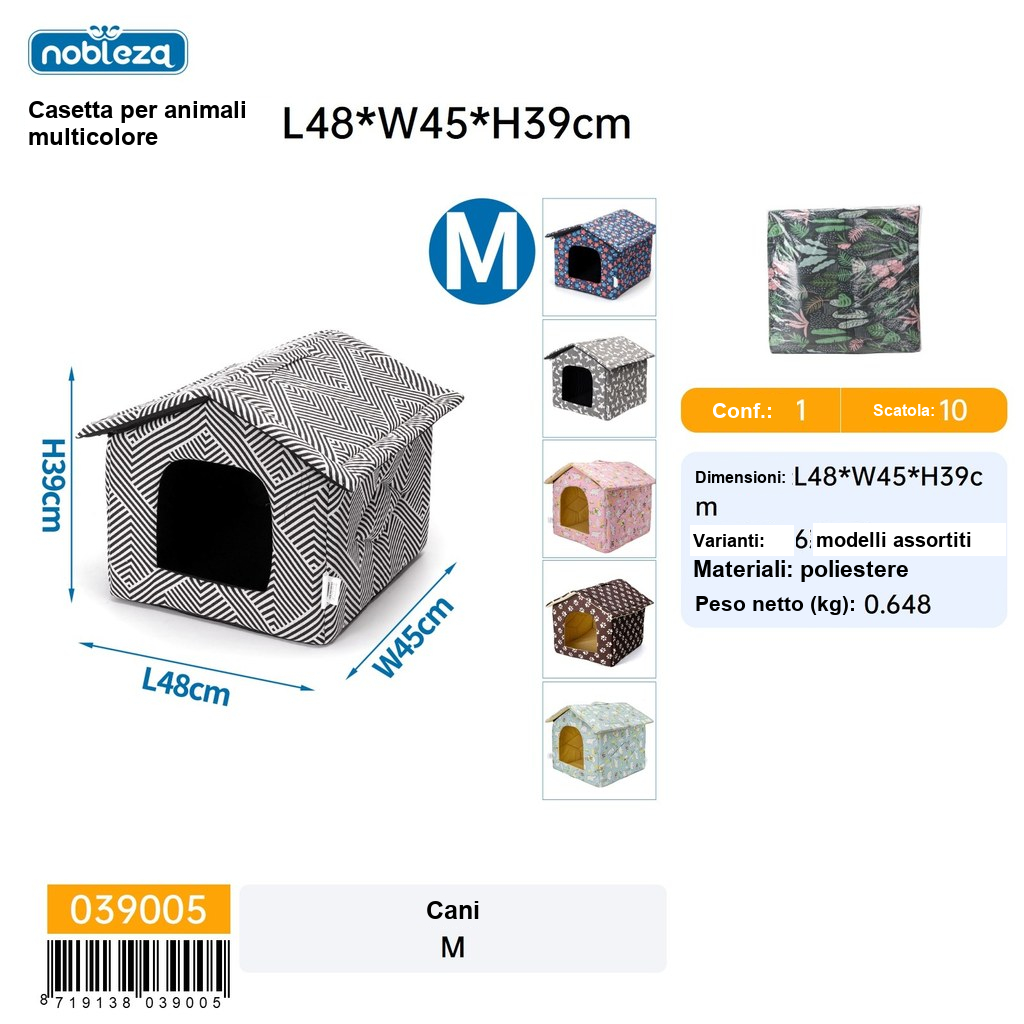 nobleza
Casetta per animali
multicolore
L48*W45*H39cm
M
H39cm
L48cm
W45cm
Conf.: 1
Scatola: 10
Dimensioni: L48*W45*H39c
m
Varianti: 6 modelli assortiti
Materiali: poliestere
Peso netto (kg): 0.648
039005
8 719138 039005
Cani
M